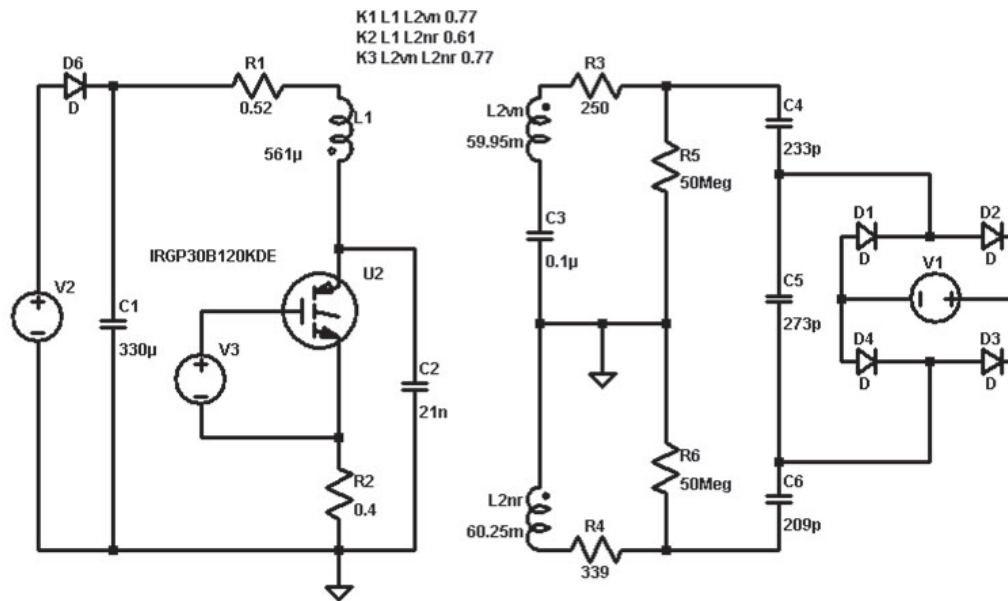 K1 L1 L2vn 0.77
K2 L1 L2nr 0.61
K3 L2vn L2nr 0.77
D6
D
R1
0.52
L1
561µ
IRGP30B120KDE
U2
V2
C1
330µ
V3
C2
21n
R2
0.4
L2vn
59.95m
R3
250
C3
0.1µ
R5
50Meg
C4
233p
D1
D
D2
D
V1
C5
273p
D4
D
D3
D
R6
50Meg
L2nr
60.25m
R4
339
C6
209p